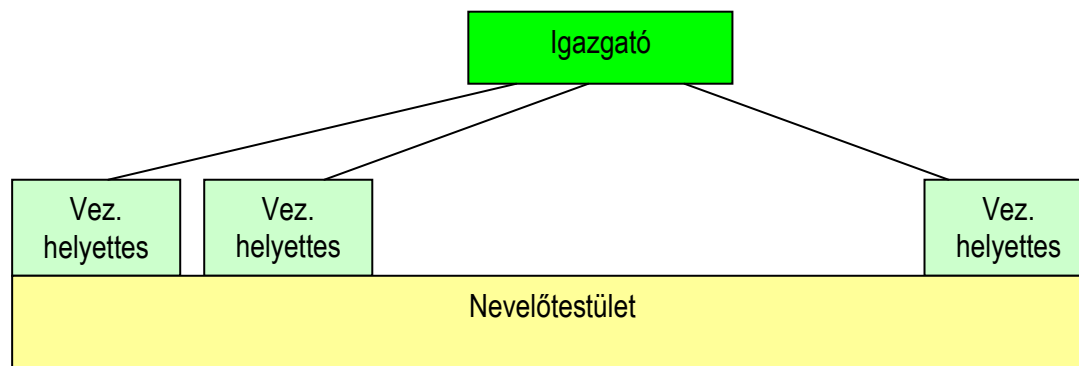 Igazgató
Vez.
helyettes
Vez.
helyettes
Vez.
helyettes
Nevelőtestület